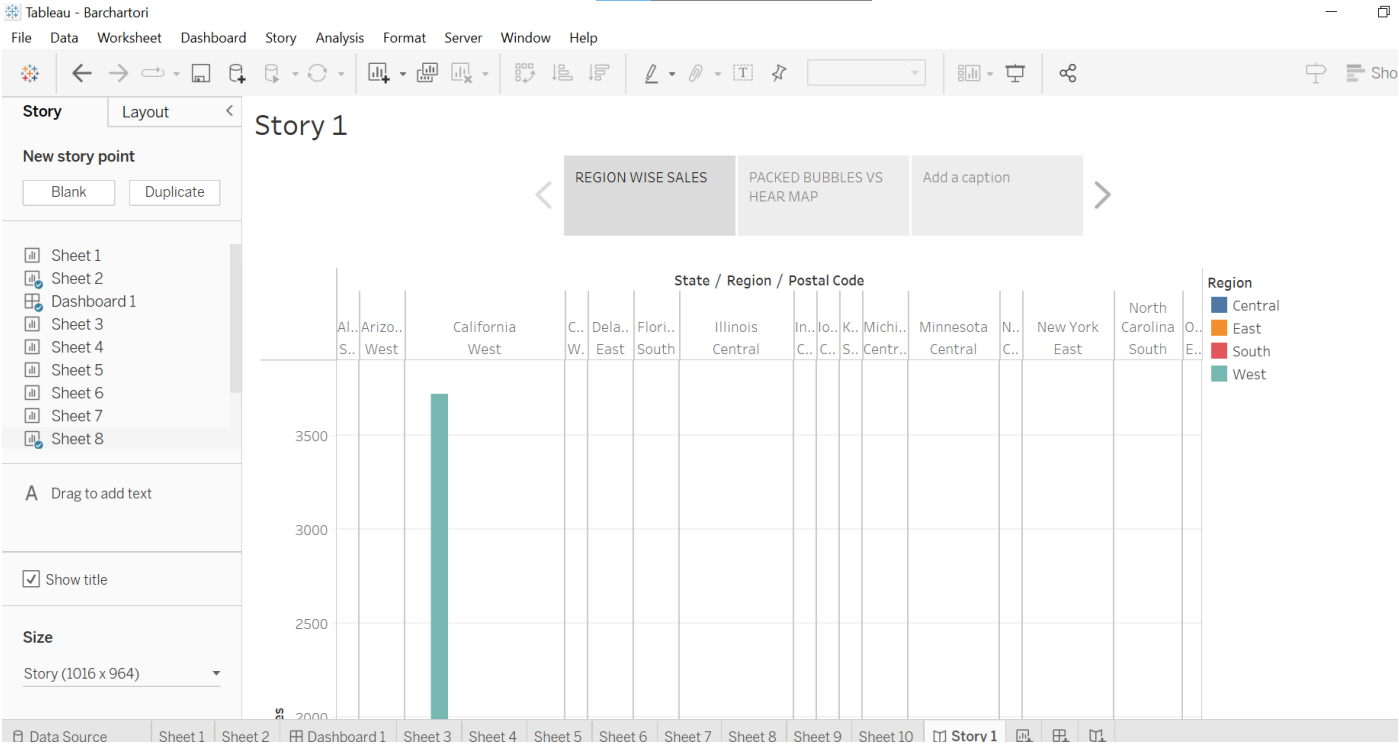 Tableau - Barchartori
File Data Worksheet Dashboard Story Analysis Format Server Window Help
Sho
Story Layout
Story 1
New story point
Blank Duplicate
REGION WISE SALES
PACKED BUBBLES VS
HEAR MAP
Add a caption
Sheet 1
Sheet 2
Dashboard 1
Sheet 3
Sheet 4
Sheet 5
Sheet 6
Sheet 7
Sheet 8
A Drag to add text
Show title
Size
Story (1016 x 964)
State / Region / Postal Code
Al.. Arizo.. California C.. Dela.. Flori.. Illinois In.. Io.. K.. Michi.. Minnesota N.. New York North Carolina O..
S.. West West W. East South Central C.. C.. S.. Centr.. Central C.. East South E..
3500
3000
2500
2000
es
Region
Central
East
South
West
Data Source Sheet 1 Sheet 2 Dashboard 1 Sheet 3 Sheet 4 Sheet 5 Sheet 6 Sheet 7 Sheet 8 Sheet 9 Sheet 10 Story 1